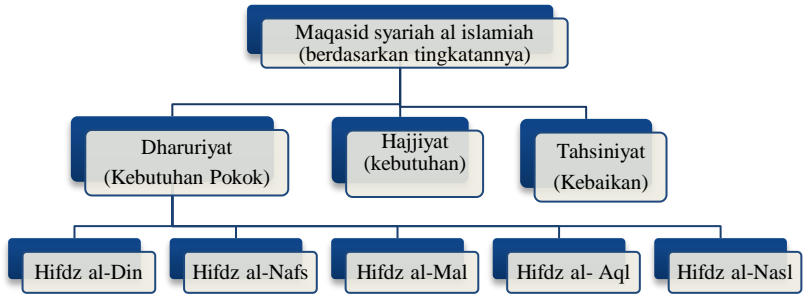 Maqasid syariah al islamiah
(berdasarkan tingkatannya)
Dharuriyat
(Kebutuhan Pokok)
Hajjiyat
(kebutuhan)
Tahsiniyat
(Kebaikan)
Hifdz al-Din
Hifdz al-Nafs
Hifdz al-Mal
Hifdz al- Aql
Hifdz al-Nasl